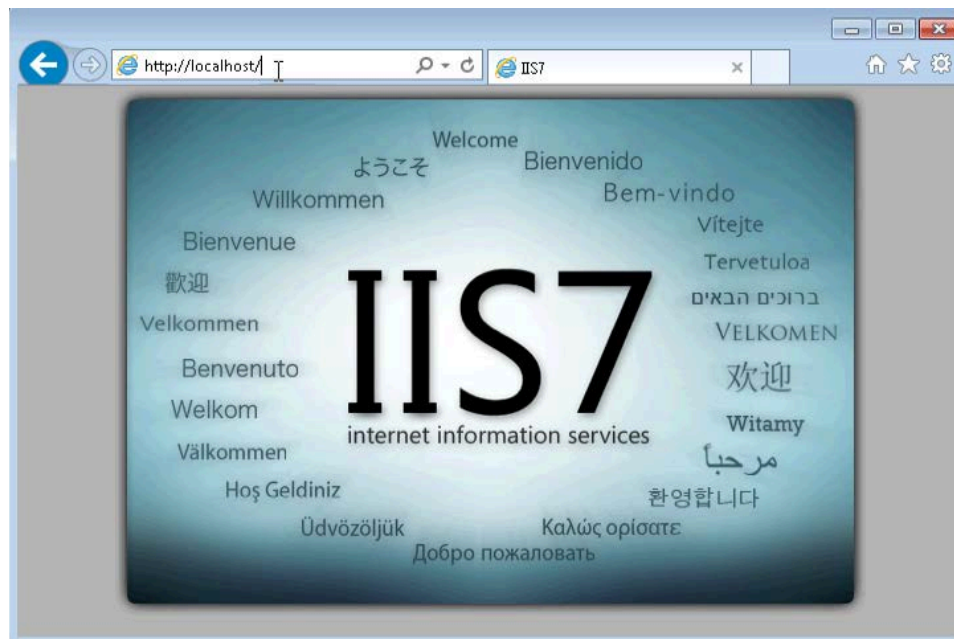 http://localhost/
IIS7
Welcome
Bienvenido
ようこそ
Bem-vindo
Willkommen
Vítejte
Bienvenue
Tervetuloa
歡迎
ברוכים הבאים
Velkommen
VELKOMEN
Benvenuto
欢迎
Welkom
Witamy
Välkommen
مرحباً
Hoş Geldiniz
환영합니다
Üdvözöljük
Καλώς ορίσατε
Добро пожаловать
IIS7
internet information services